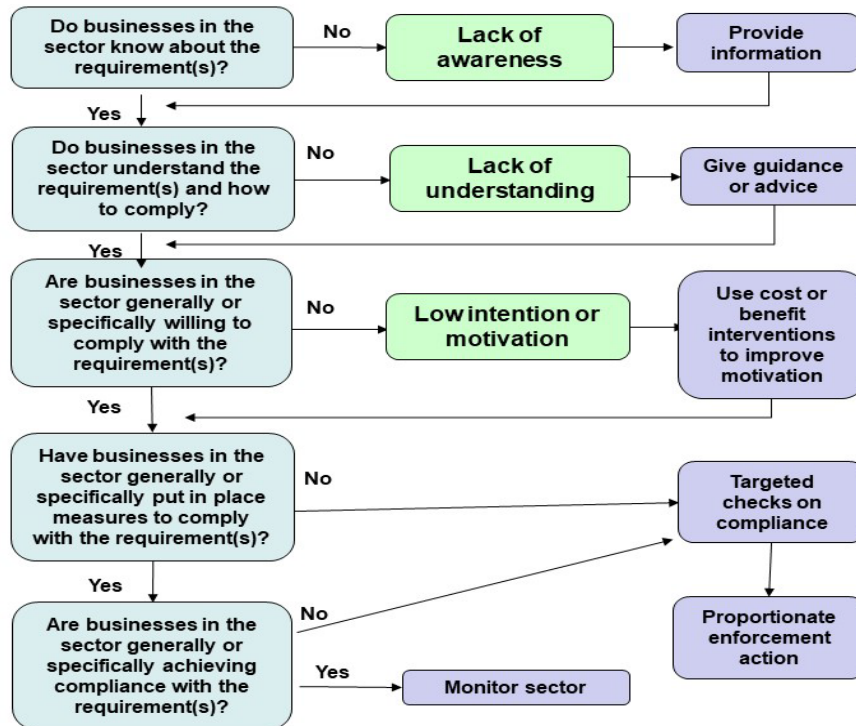 Do businesses in the
sector know about the
requirement(s)?
No
Lack of
awareness
Provide
information
Yes
Do businesses in the
sector understand the
requirement(s) and how
to comply?
No
Lack of
understanding
Give guidance
or advice
Yes
Are businesses in the
sector generally or
specifically willing to
comply with the
requirement(s)?
No
Low intention or
motivation
Use cost or
benefit
interventions
to improve
motivation
Yes
Have businesses in the
sector generally or
specifically put in place
measures to comply
with the requirement(s)?
No
Targeted
checks on
compliance
Yes
Are businesses in the
sector generally or
specifically achieving
compliance with the
requirement(s)?
No
Proportionate
enforcement
action
Yes
Monitor sector